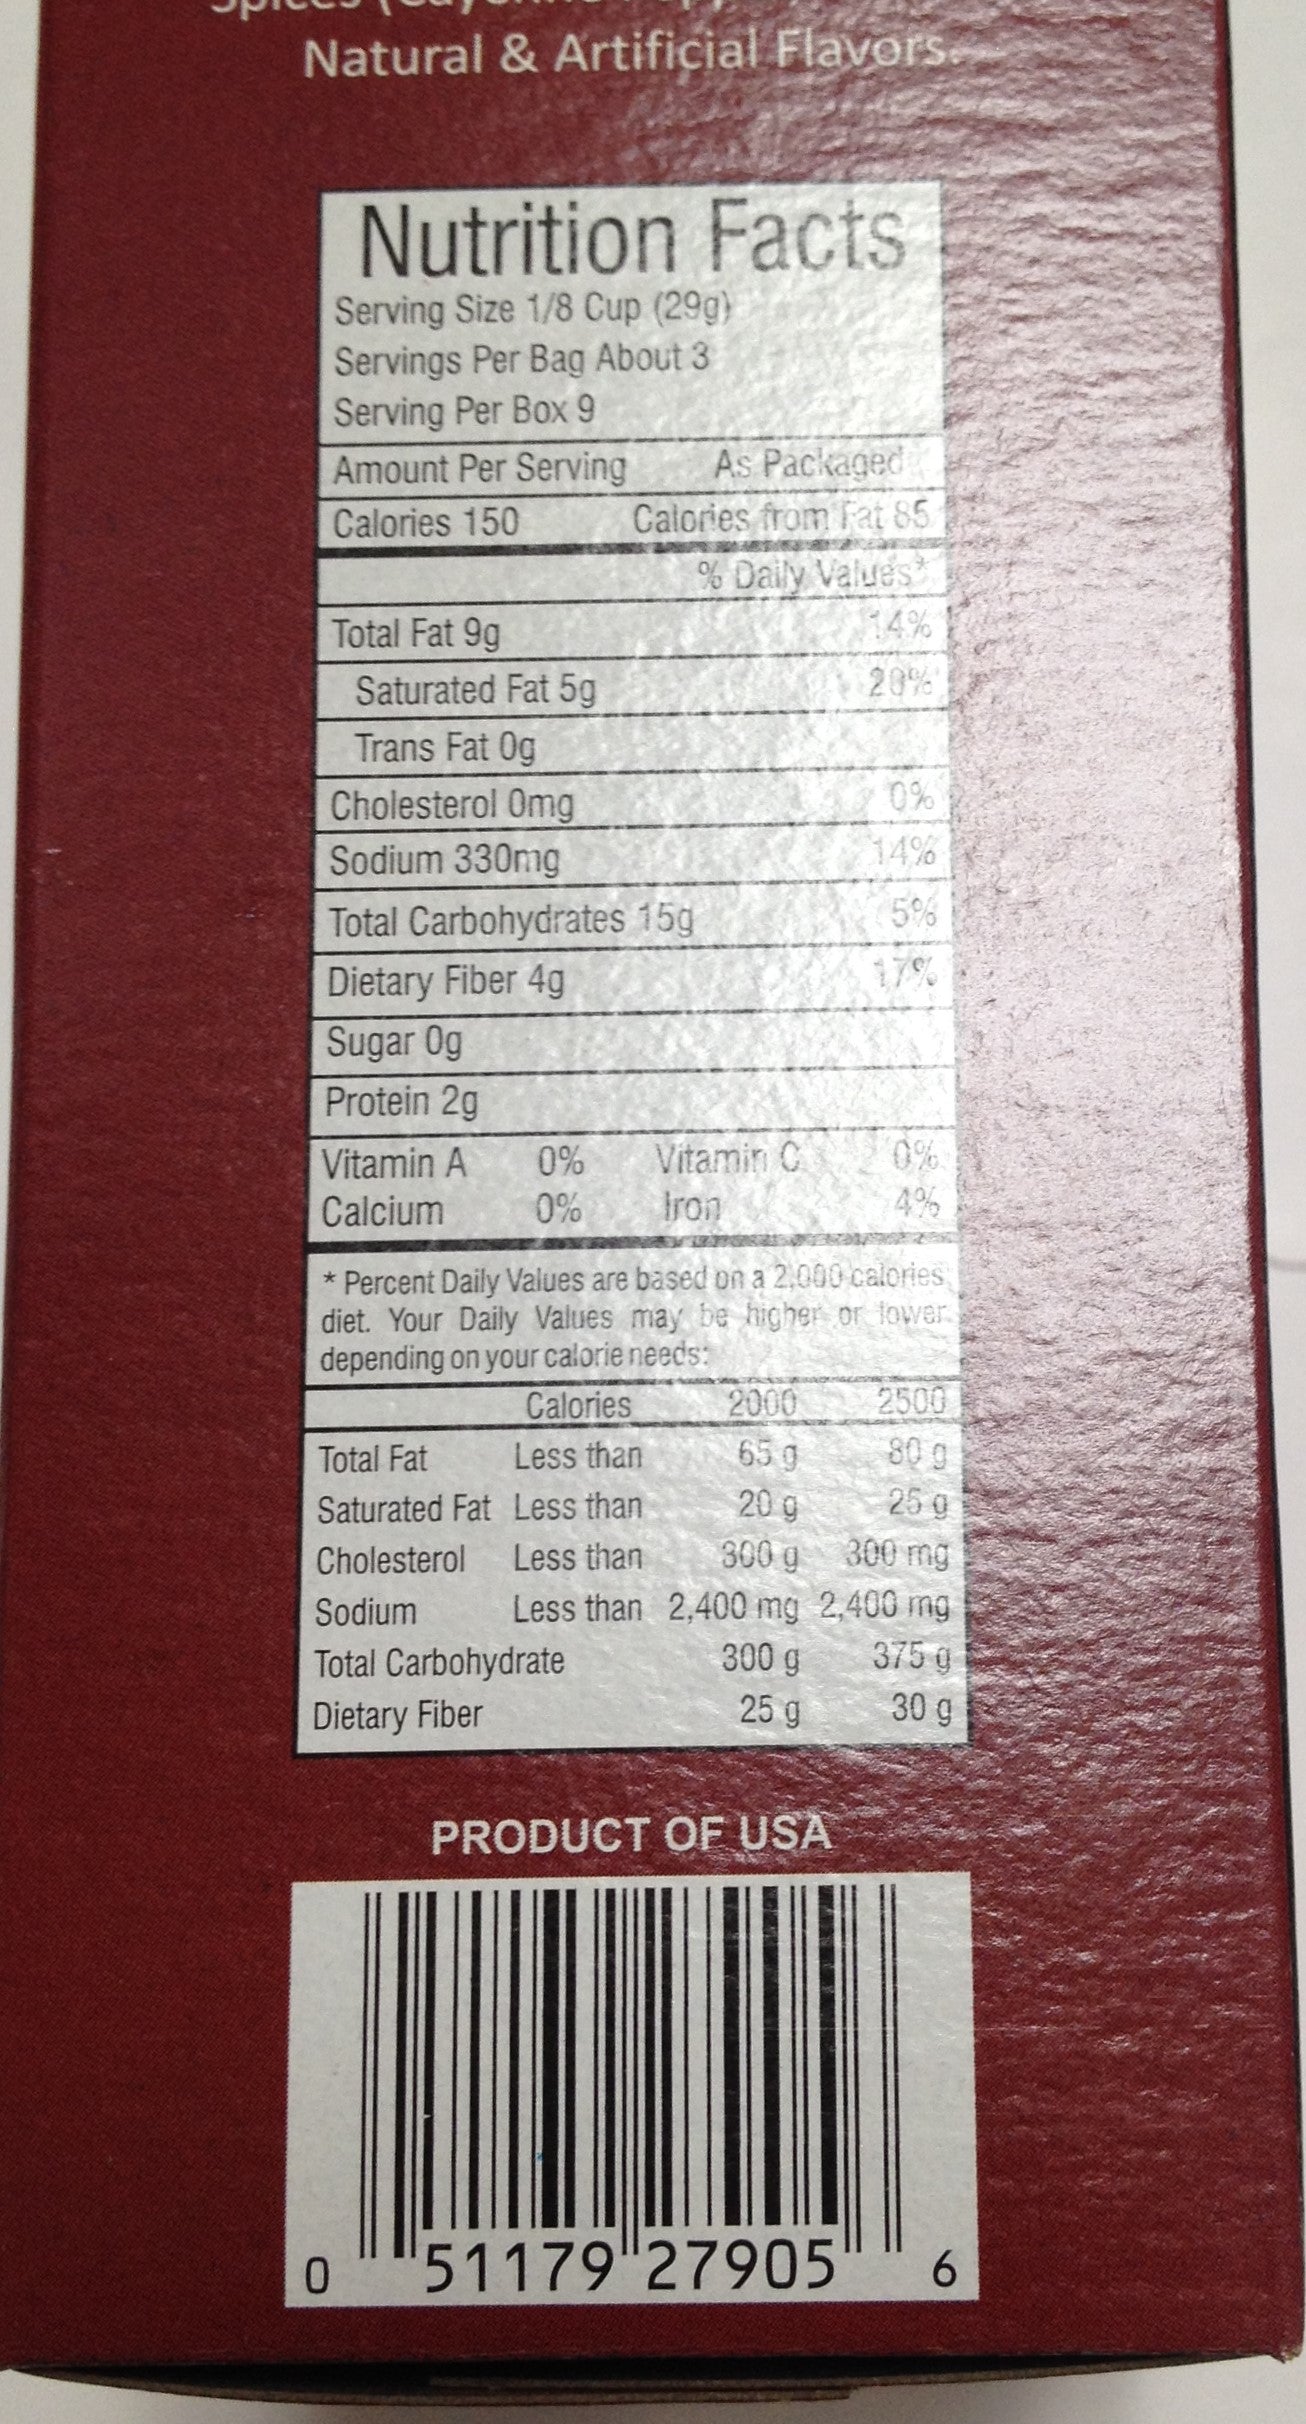 Natural & Artificial Flavors.
Nutrition Facts
Serving Size 1/8 Cup (29g)
Servings Per Bag About 3
Serving Per Box 9
Amount Per Serving As Packaged
Calories 150 Calories from Fat 85
% Daily Values*
Total Fat 9g 14%
Saturated Fat 5g 20%
Trans Fat 0g
Cholesterol 0mg 0%
Sodium 330mg 14%
Total Carbohydrates 15g 5%
Dietary Fiber 4g 17%
Sugar 0g
Protein 2g
Vitamin A 0% Vitamin C 0%
Calcium 0% Iron 4%
* Percent Daily Values are based on a 2,000 calories
diet. Your Daily Values may be higher or lower
depending on your calorie needs:
Calories 2000 2500
Total Fat Less than 65 g 80 g
Saturated Fat Less than 20 g 25 g
Cholesterol Less than 300 g 300 mg
Sodium Less than 2,400 mg 2,400 mg
Total Carbohydrate 300 g 375 g
Dietary Fiber 25 g 30 g
PRODUCT OF USA
0 51179 27905 6